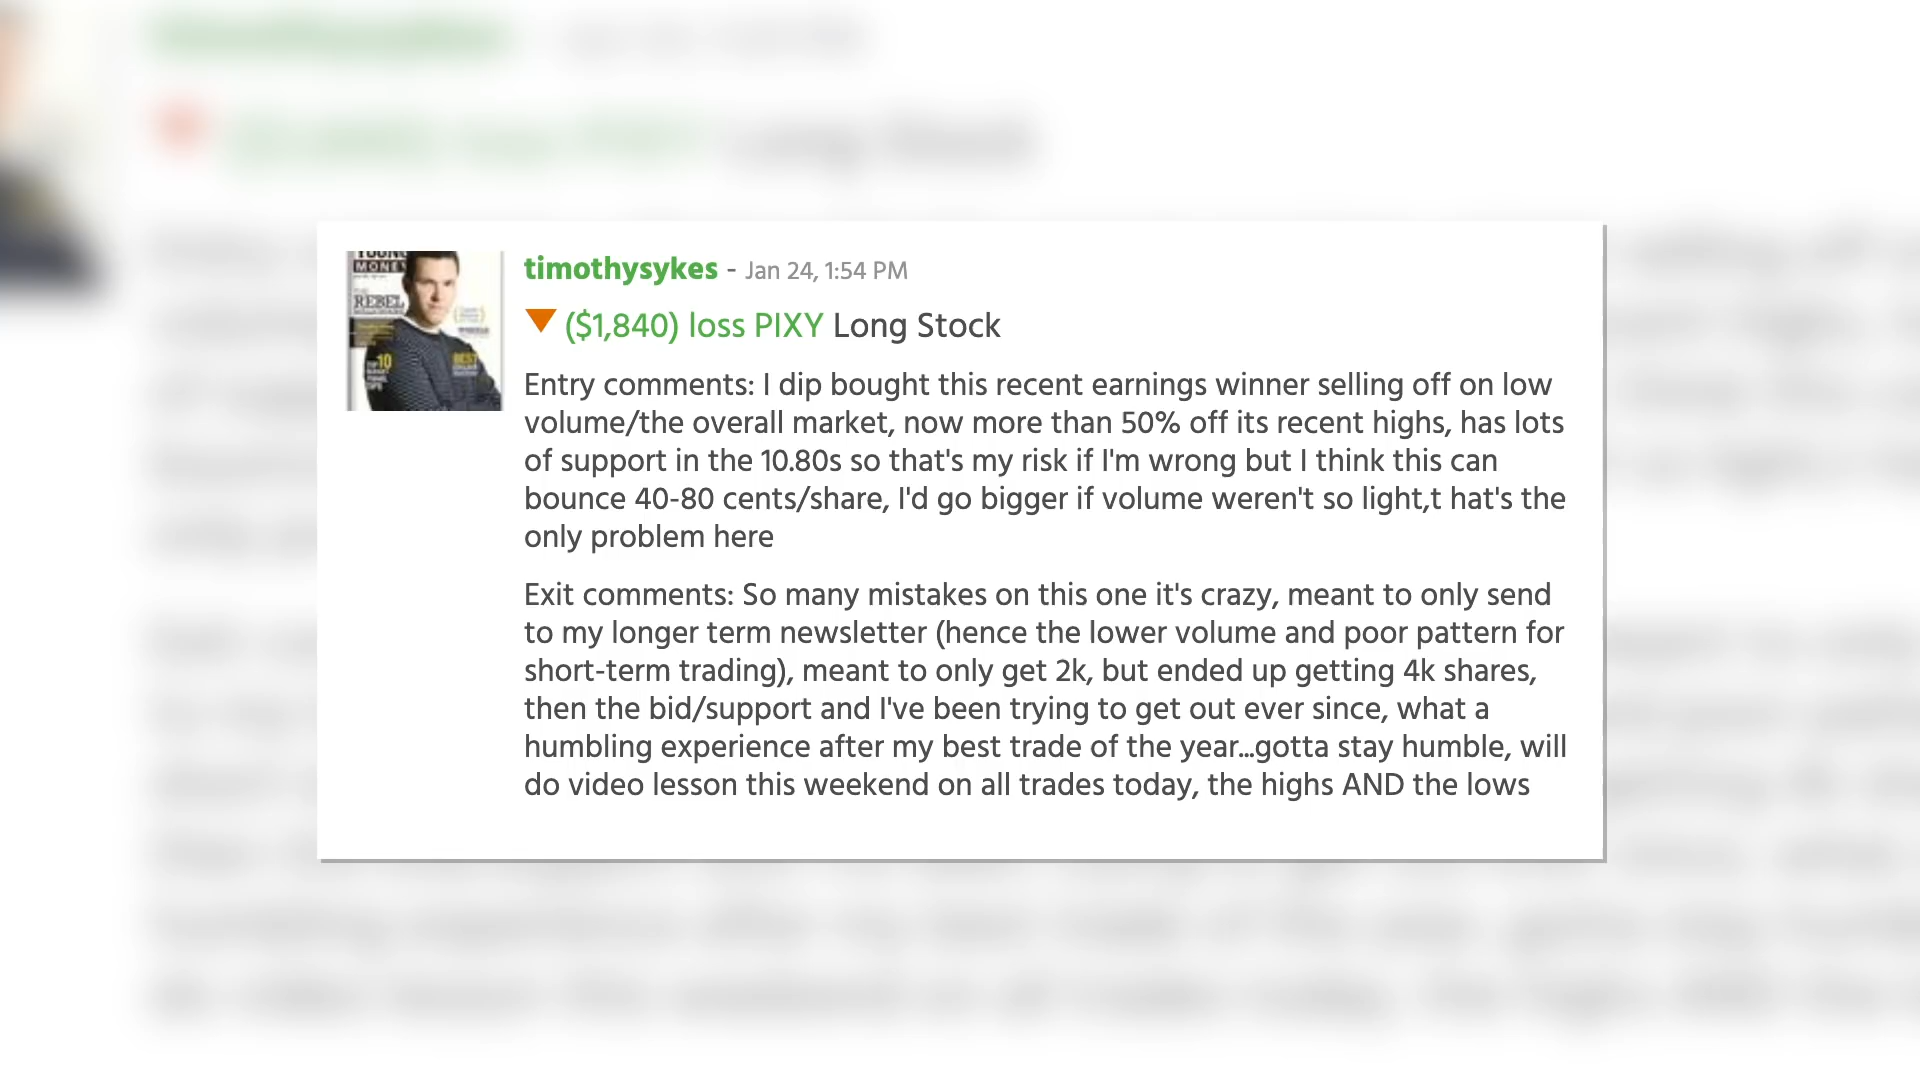 timothysykes - Jan 24, 1:54 PM
($1,840) loss PIXY Long Stock
Entry comments: I dip bought this recent earnings winner selling off on low
volume/the overall market, now more than 50% off its recent highs, has lots
of support in the 10.80s so that's my risk if I'm wrong but I think this can
bounce 40-80 cents/share, I'd go bigger if volume weren't so light,t hat's the
only problem here
Exit comments: So many mistakes on this one it's crazy, meant to only send
to my longer term newsletter (hence the lower volume and poor pattern for
short-term trading), meant to only get 2k, but ended up getting 4k shares,
then the bid/support and I've been trying to get out ever since, what a
humbling experience after my best trade of the year...gotta stay humble, will
do video lesson this weekend on all trades today, the highs AND the lows
YOUNG
MONEY
REBEL
TOP 10
BEST